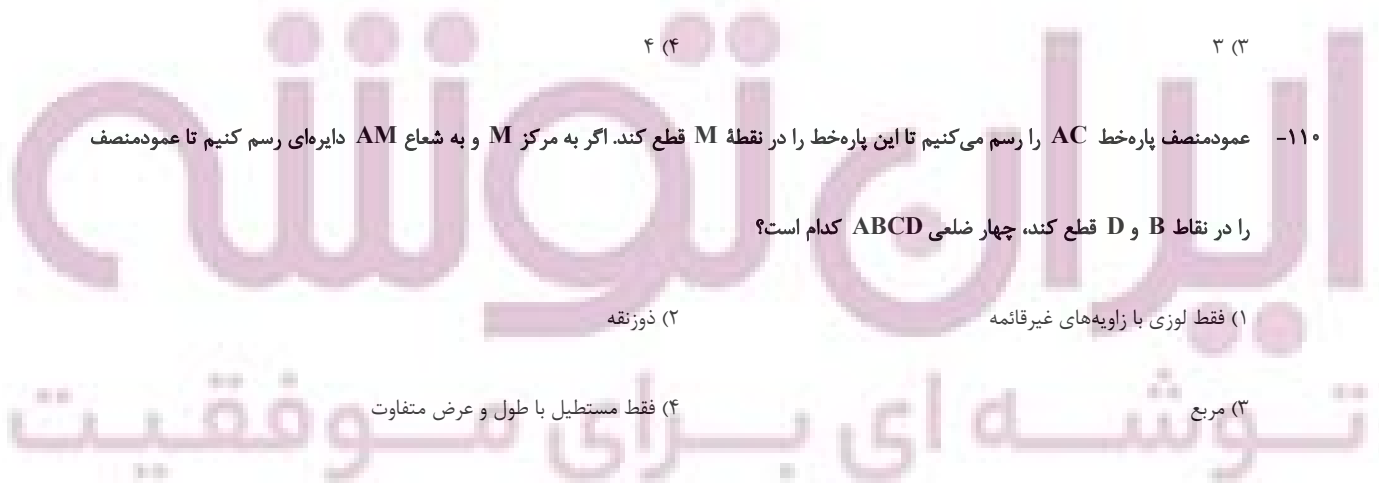 ۳) ۳ ۴) ۴
۱۱۰- عمودمنصف پاره‌خط AC را رسم می‌کنیم تا این پاره‌خط را در نقطهٔ M قطع کند. اگر به مرکز M و به شعاع AM دایره‌ای رسم کنیم تا عمودمنصف
را در نقاط B و D قطع کند، چهار ضلعی ABCD کدام است؟
۱) فقط لوزی با زاویه‌های غیرقائمه ۲) ذوزنقه
۳) مربع ۴) فقط مستطیل با طول و عرض متفاوت
ایران توشه
توشه ای برای موفقیت